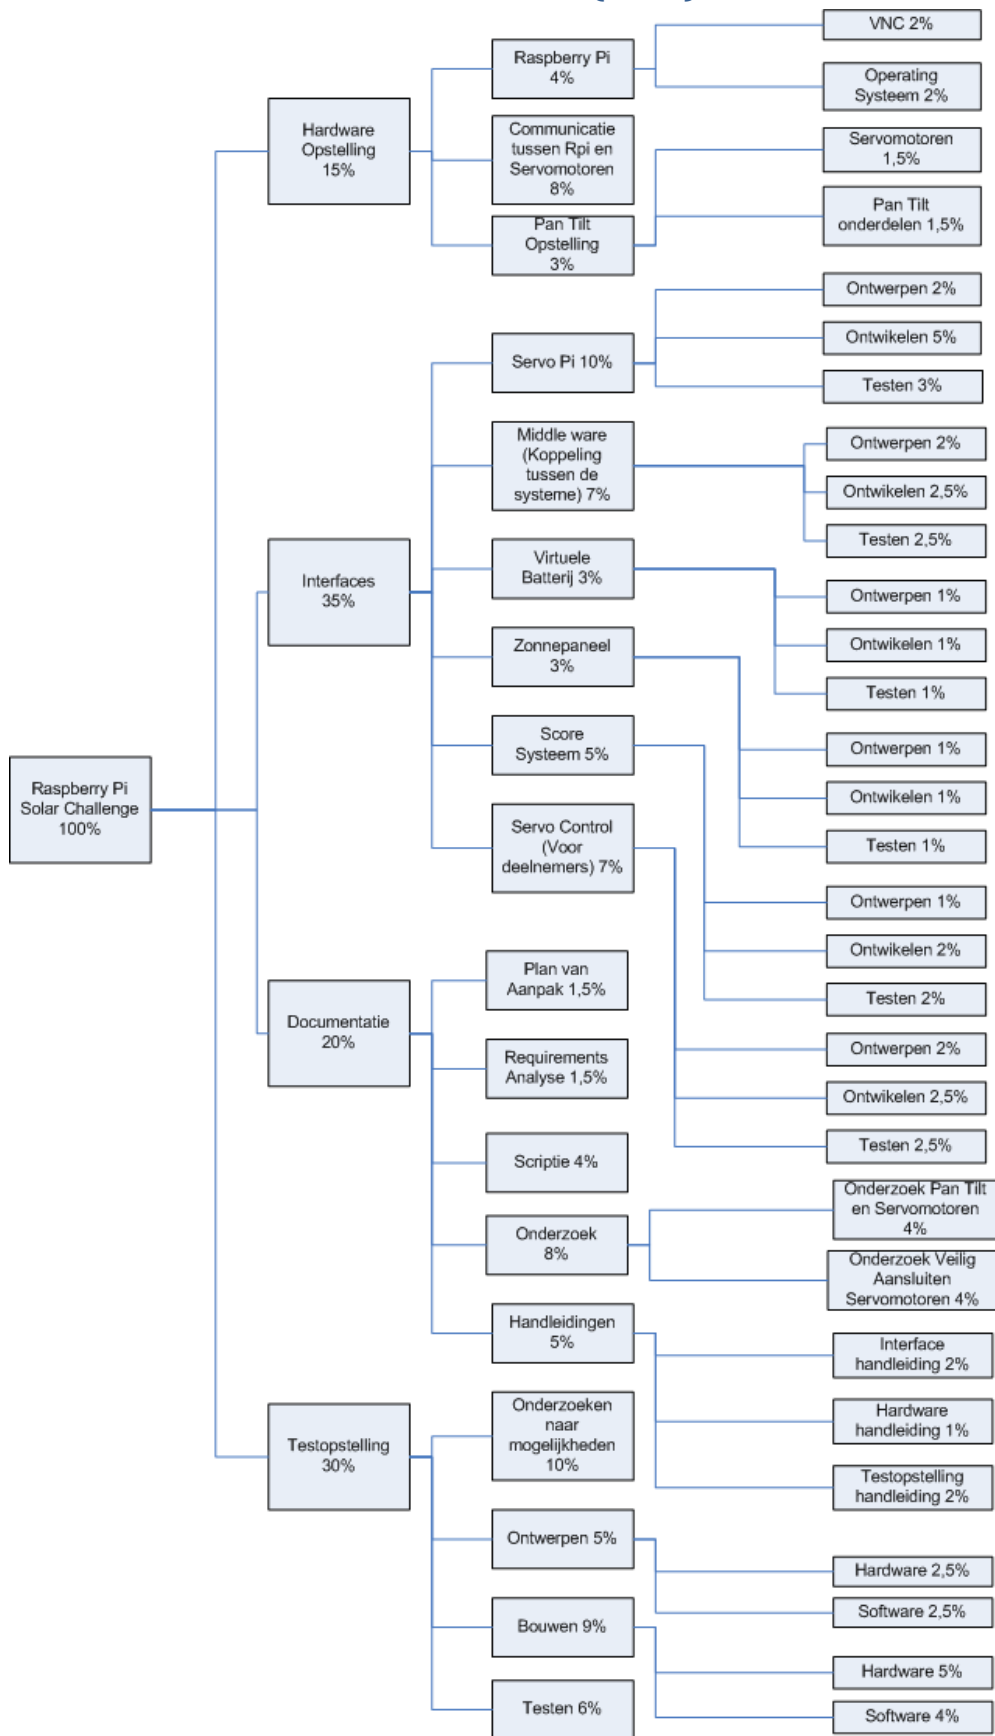 Raspberry Pi
Solar Challenge
100%
Hardware
Opstelling
15%
Raspberry Pi
4%
VNC 2%
Operating
Systeem 2%
Communicatie
tussen Rpi en
Servomotoren
8%
Pan Tilt
Opstelling
3%
Servomotoren
1,5%
Pan Tilt
onderdelen 1,5%
Interfaces
35%
Servo Pi 10%
Ontwerpen 2%
Ontwikelen 5%
Testen 3%
Middle ware
(Koppeling
tussen de
systeme) 7%
Ontwerpen 2%
Ontwikelen 2,5%
Testen 2,5%
Virtuele
Batterij 3%
Ontwerpen 1%
Ontwikelen 1%
Testen 1%
Zonnepaneel
3%
Ontwerpen 1%
Ontwikelen 1%
Testen 1%
Score
Systeem 5%
Ontwerpen 1%
Ontwikelen 2%
Testen 2%
Servo Control
(Voor
deelnemers) 7%
Ontwerpen 2%
Ontwikelen 2,5%
Testen 2,5%
Documentatie
20%
Plan van
Aanpak 1,5%
Requirements
Analyse 1,5%
Scriptie 4%
Onderzoek
8%
Onderzoek Pan Tilt
en Servomotoren
4%
Onderzoek Veilig
Aansluiten
Servomotoren 4%
Handleidingen
5%
Interface
handleiding 2%
Hardware
handleiding 1%
Testopstelling
handleiding 2%
Testopstelling
30%
Onderzoeken
naar
mogelijkheden
10%
Ontwerpen 5%
Hardware 2,5%
Software 2,5%
Bouwen 9%
Hardware 5%
Software 4%
Testen 6%